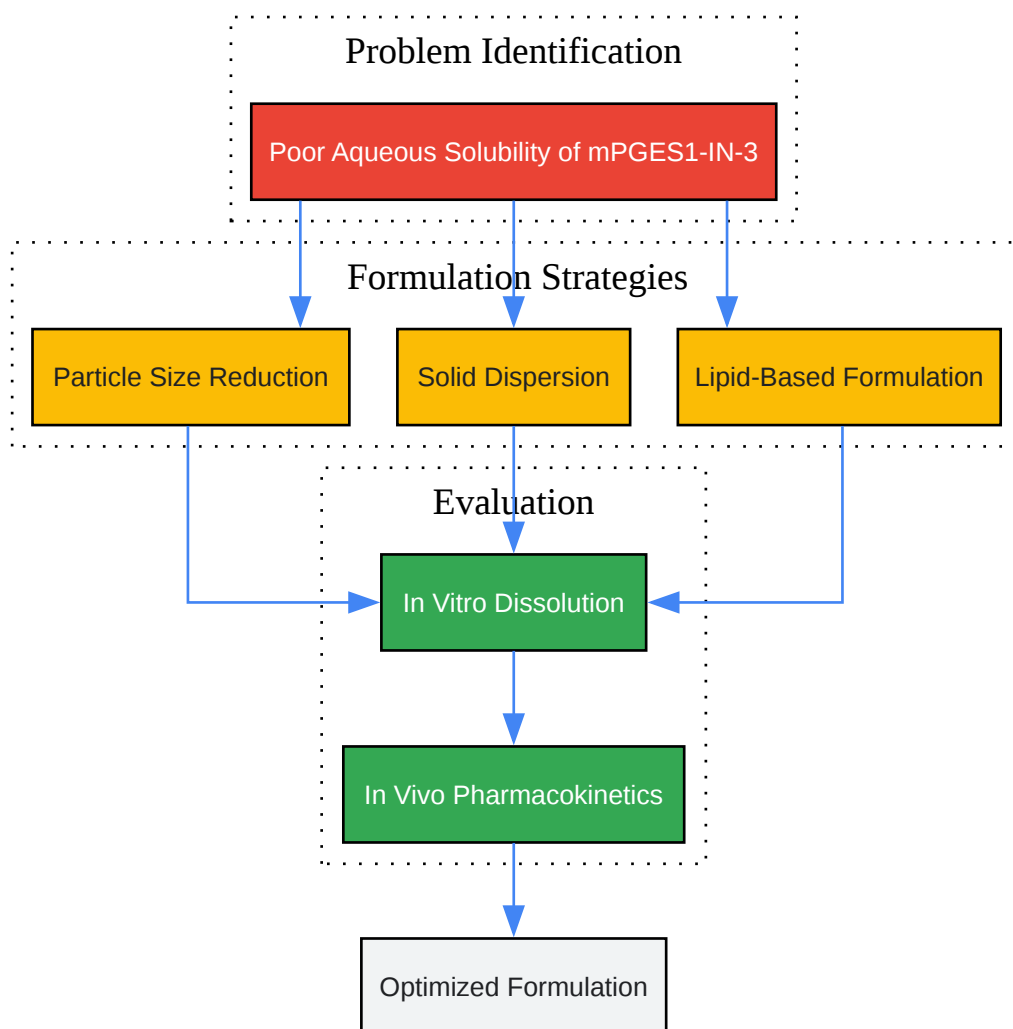 Problem Identification
Poor Aqueous Solubility of mPGES1-IN-3
Formulation Strategies
Particle Size Reduction
Solid Dispersion
Lipid-Based Formulation
Evaluation
In Vitro Dissolution
In Vivo Pharmacokinetics
Optimized Formulation